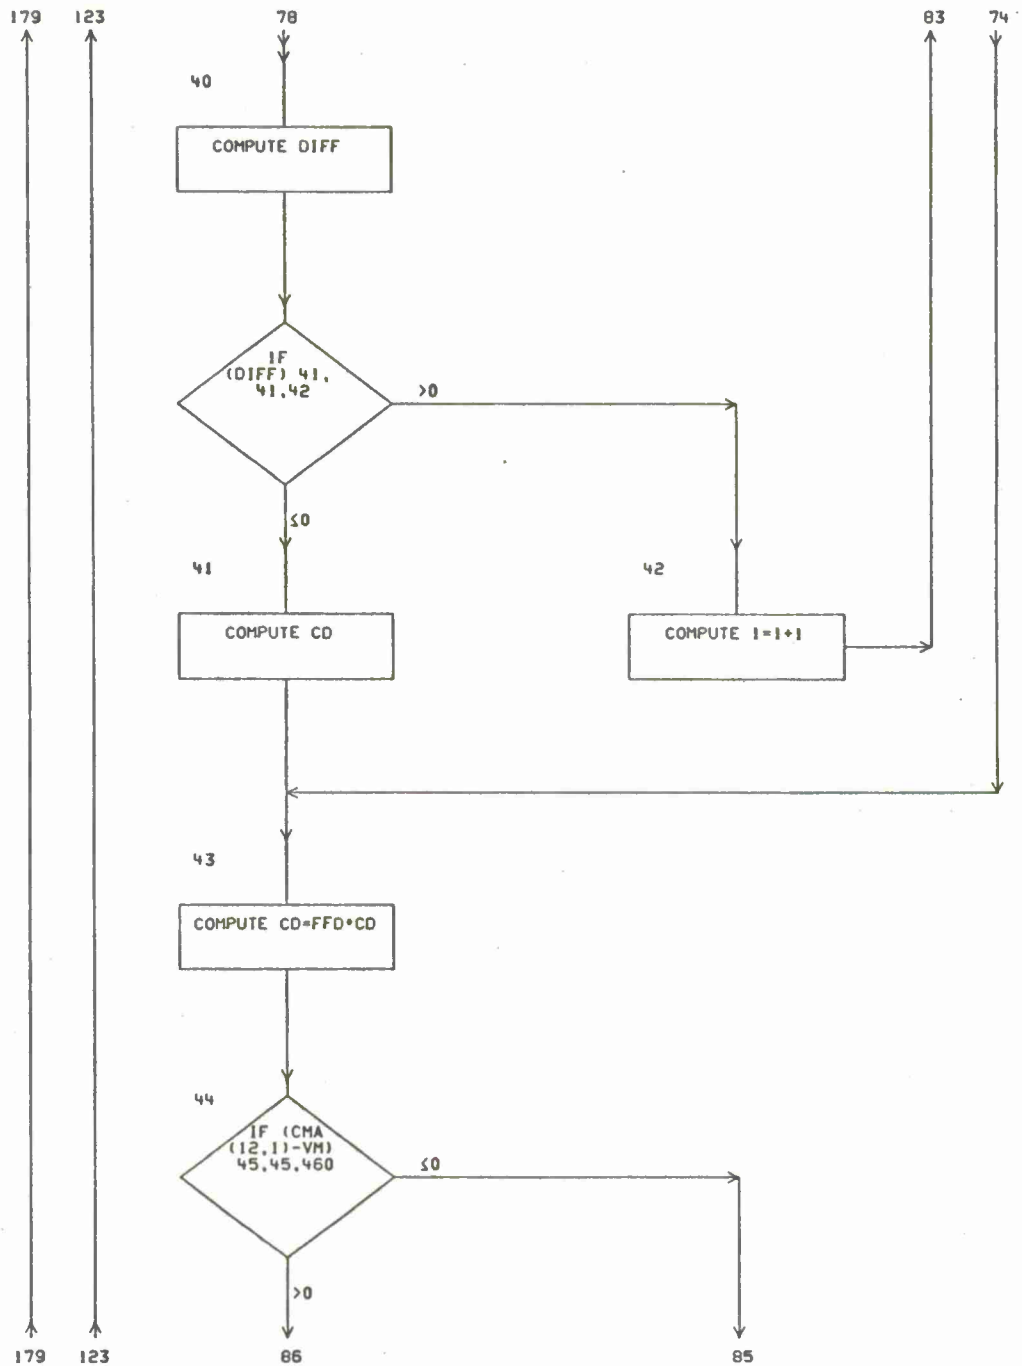 179 123 78 83 74
40
COMPUTE DIFF
IF
(DIFF) 41,
41,42
>0
≤0
41
42
COMPUTE CD
COMPUTE I=I+1
43
COMPUTE CD=FFD*CD
44
IF (CMA
(12,1)-VM)
45,45,460
≤0
>0
179 123 86 85